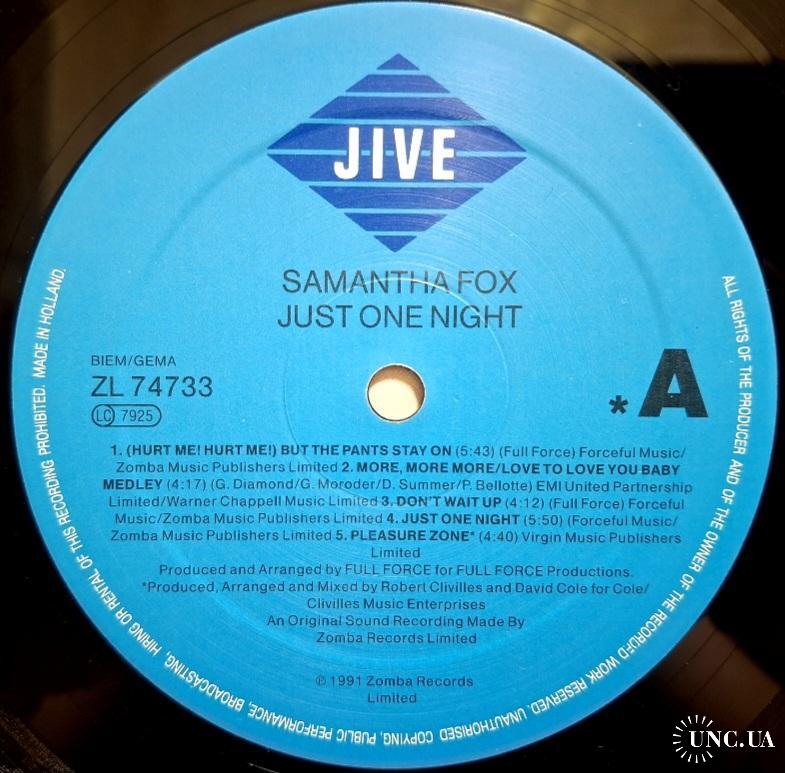 JIVE
SAMANTHA FOX
JUST ONE NIGHT
BIEM/GEMA
ZL 74733
LC 7925
*A
1. (HURT ME! HURT ME!) BUT THE PANTS STAY ON (5:43) (Full Force) Forceful Music/
Zomba Music Publishers Limited 2. MORE, MORE MORE/LOVE TO LOVE YOU BABY
MEDLEY (4:17) (G. Diamond/G. Moroder/D. Summer/P. Bellotte) EMI United Partnership
Limited/Warner Chappell Music Limited 3. DON'T WAIT UP (4:12) (Full Force) Forceful
Music/Zomba Music Publishers Limited 4. JUST ONE NIGHT (5:50) (Forceful Music/
Zomba Music Publishers Limited 5. PLEASURE ZONE* (4:40) Virgin Music Publishers
Limited
Produced and Arranged by FULL FORCE for FULL FORCE Productions.
*Produced, Arranged and Mixed by Robert Clivilles and David Cole for Cole/
Clivilles Music Enterprises
An Original Sound Recording Made By
Zomba Records Limited
℗ 1991 Zomba Records
Limited
ALL RIGHTS OF THE PRODUCER AND OF THE OWNER OF THE RECORUFD WORK RESERVED. UNAUTHORISED COPYING, PUBLIC PERFORMANCE, BROADCASTING, HIRING OR RENTAL OF THIS RECORDING PROHIBITED. MADE IN HOLLAND.
UNC.UA